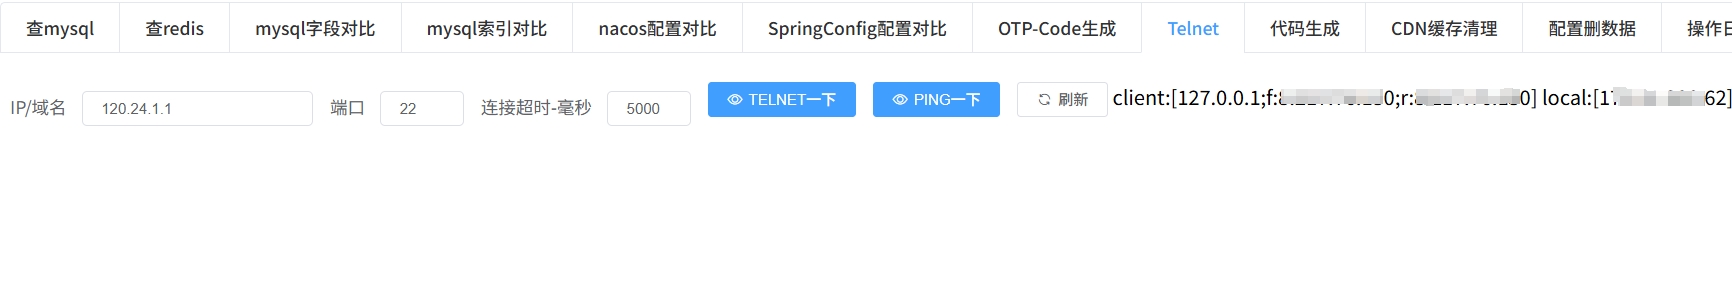 查mysql 查redis mysql字段对比 mysql索引对比 nacos配置对比 SpringConfig配置对比 OTP-Code生成 Telnet 代码生成 CDN缓存清理 配置删数据 操作日
IP/域名 120.24.1.1 端口 22 连接超时-毫秒 5000 TELNET一下 PING一下 刷新 client:[127.0.0.1;f: 0;r: 0] local:[1 62]